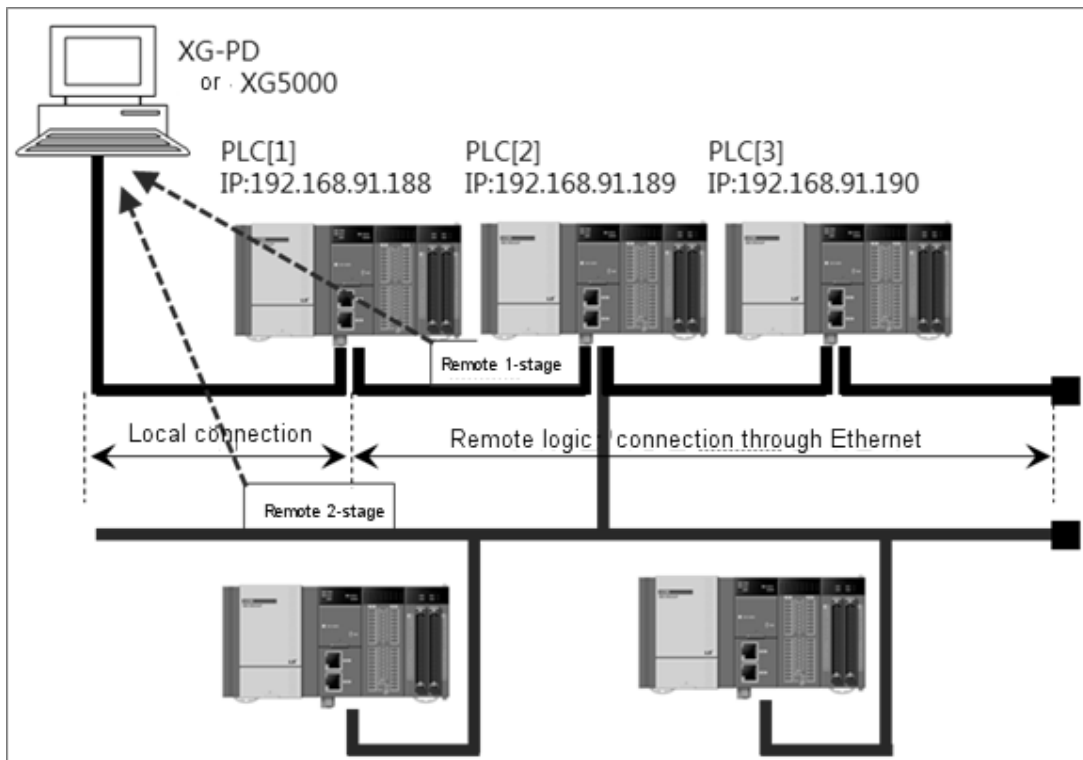 XG-PD
or XG5000
PLC[1]
IP:192.168.91.188
PLC[2]
IP:192.168.91.189
PLC[3]
IP:192.168.91.190
Remote 1-stage
Local connection
Remote logic connection through Ethernet
Remote 2-stage